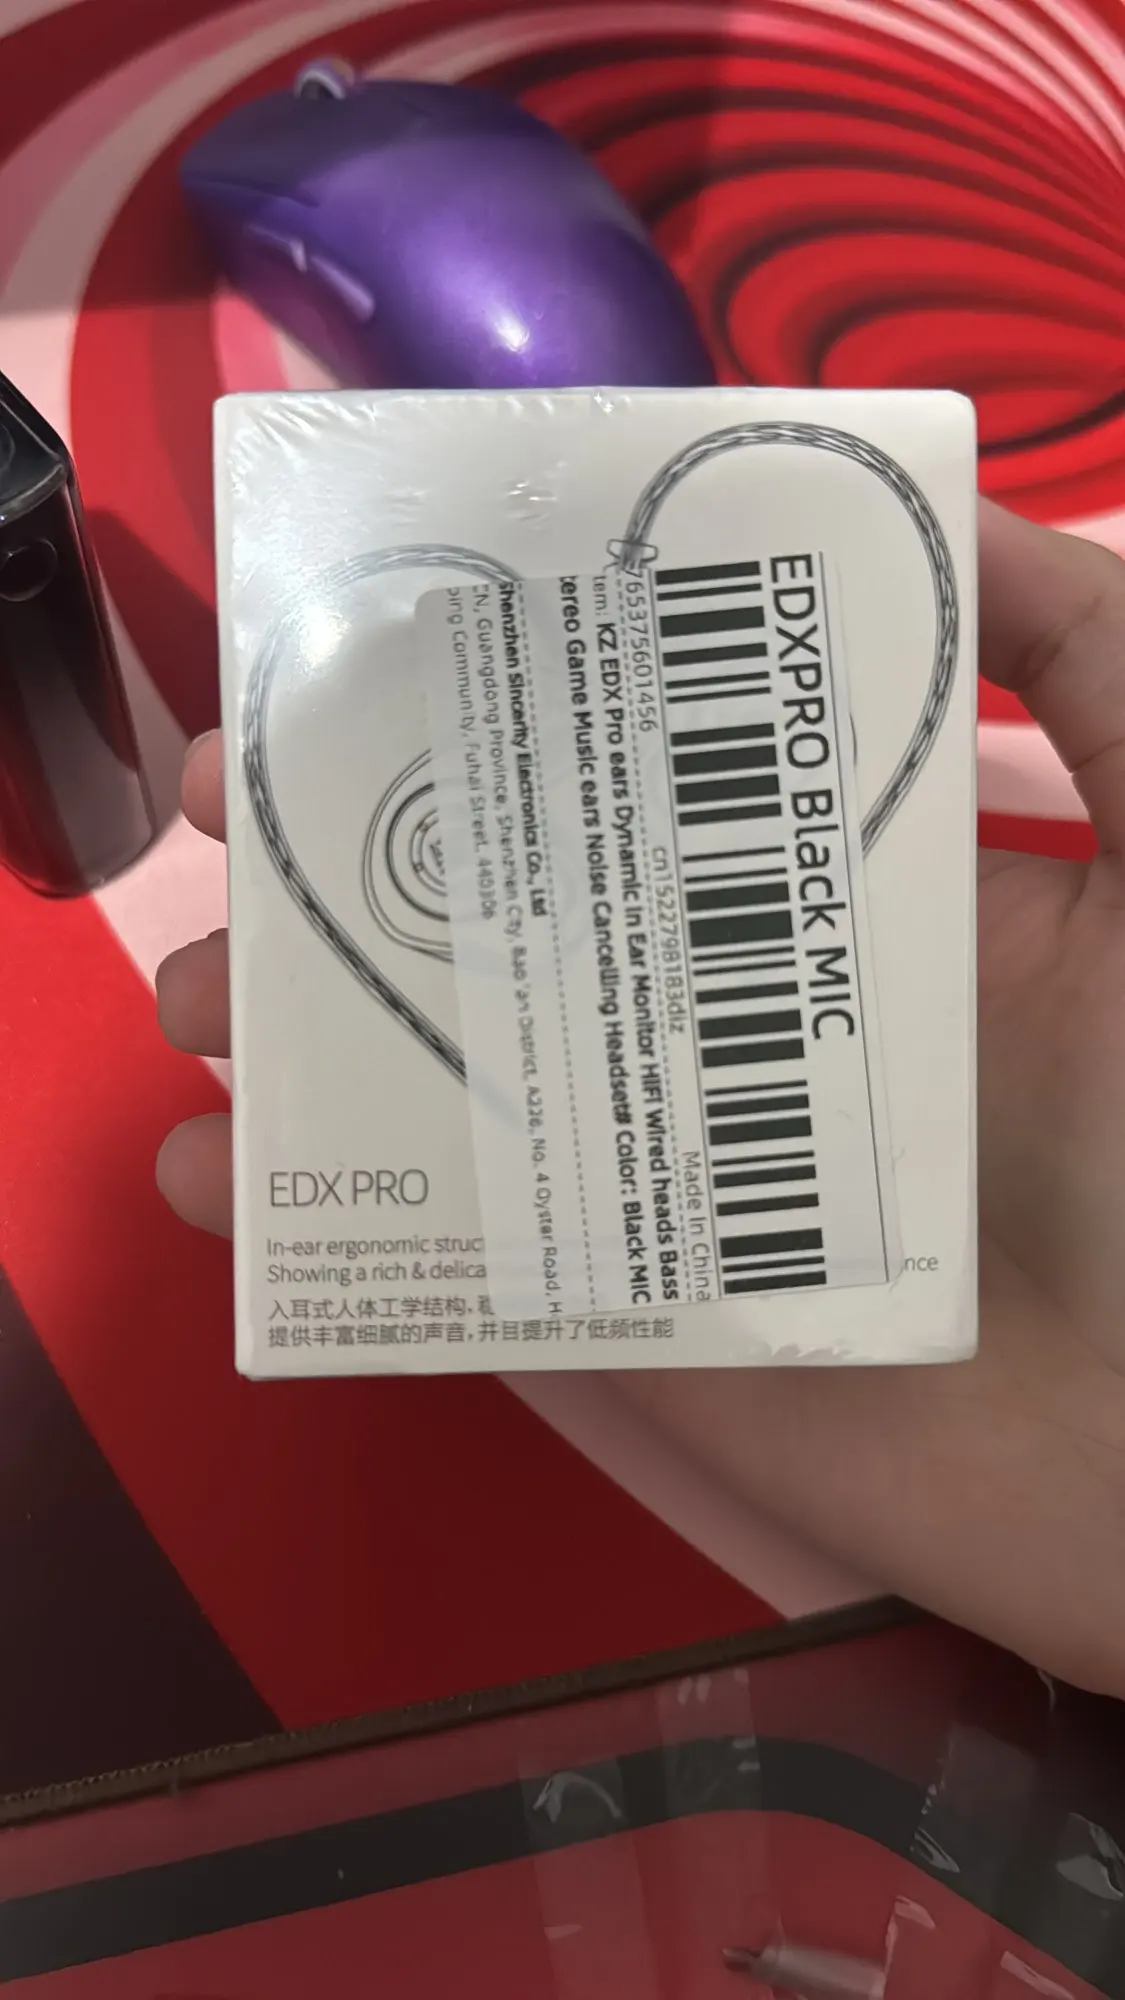 EDXPRO Black MIC
765375601456
cn1522798183dlz
Made In China
tem: KZ EDX Pro ears Dynamic In Ear Monitor HIFI Wired heads Bass
tereo Game Music ears Noise Cancelling Headset# Color: Black MIC
Shenzhen Sincerity Electronics Co., Ltd
CN, Guangdong Province, Shenzhen City, Bao'an District, A226, No. 4 Oyster Road, H
ping Community, Fuhai Street, 440306
EDX PRO
In-ear ergonomic struc
Showing a rich & delica nce
入耳式人体工学结构，
提供丰富细腻的声音，并且提升了低频性能